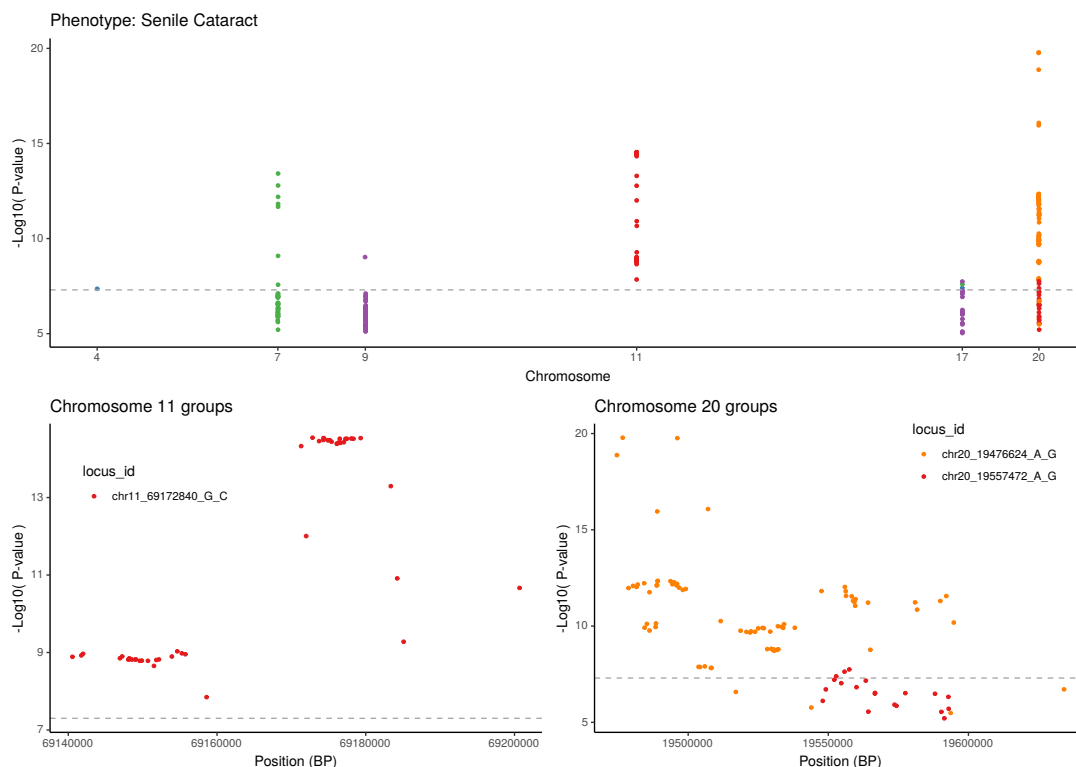 Phenotype: Senile Cataract
20
15
10
5
-Log10( P-value )
4 7 9 11 17 20
Chromosome
Chromosome 11 groups
locus_id
chr11_69172840_G_C
13
11
9
7
-Log10( P-value )
69140000 69160000 69180000 69200000
Position (BP)
Chromosome 20 groups
locus_id
chr20_19476624_A_G
chr20_19557472_A_G
20
15
10
5
-Log10( P-value )
19500000 19550000 19600000
Position (BP)